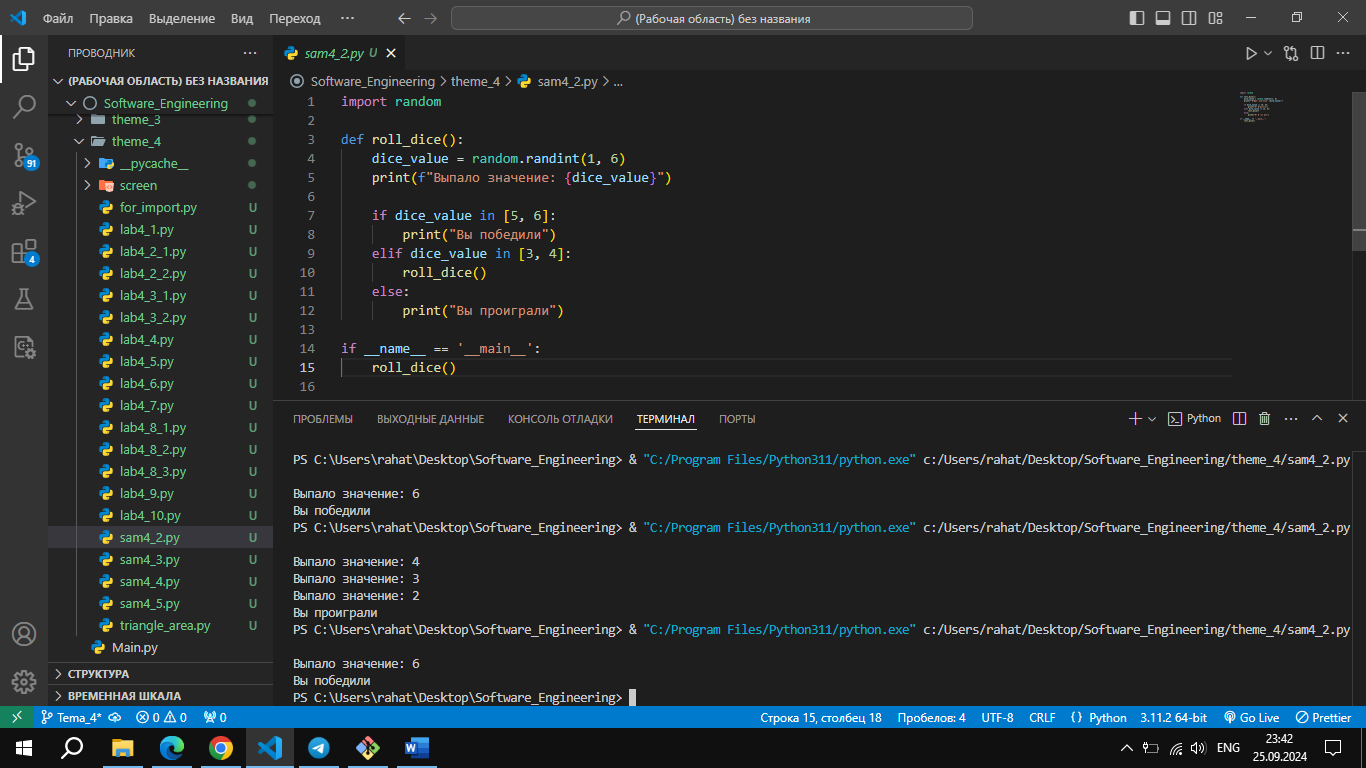 Файл Правка Выделение Вид Переход ··· (Рабочая область) без названия
ПРОВОДНИК ···
(РАБОЧАЯ ОБЛАСТЬ) БЕЗ НАЗВАНИЯ
Software_Engineering
theme_3
theme_4
__pycache__
screen
for_import.py U
lab4_1.py U
lab4_2_1.py U
lab4_2_2.py U
lab4_3_1.py U
lab4_3_2.py U
lab4_4.py U
lab4_5.py U
lab4_6.py U
lab4_7.py U
lab4_8_1.py U
lab4_8_2.py U
lab4_8_3.py U
lab4_9.py U
lab4_10.py U
sam4_2.py U
sam4_3.py U
sam4_4.py U
sam4_5.py U
triangle_area.py U
Main.py
СТРУКТУРА
ВРЕМЕННАЯ ШКАЛА
91
4
sam4_2.py U
Software_Engineering > theme_4 > sam4_2.py > ...
1 import random
2
3 def roll_dice():
4 dice_value = random.randint(1, 6)
5 print(f"Выпало значение: {dice_value}")
6
7 if dice_value in [5, 6]:
8 print("Вы победили")
9 elif dice_value in [3, 4]:
10 roll_dice()
11 else:
12 print("Вы проиграли")
13
14 if __name__ == '__main__':
15 roll_dice()
16
ПРОБЛЕМЫ ВЫХОДНЫЕ ДАННЫЕ КОНСОЛЬ ОТЛАДКИ ТЕРМИНАЛ ПОРТЫ Python
PS C:\Users\rahat\Desktop\Software_Engineering> & "C:/Program Files/Python311/python.exe" c:/Users/rahat/Desktop/Software_Engineering/theme_4/sam4_2.py
Выпало значение: 6
Вы победили
PS C:\Users\rahat\Desktop\Software_Engineering> & "C:/Program Files/Python311/python.exe" c:/Users/rahat/Desktop/Software_Engineering/theme_4/sam4_2.py
Выпало значение: 4
Выпало значение: 3
Выпало значение: 2
Вы проиграли
PS C:\Users\rahat\Desktop\Software_Engineering> & "C:/Program Files/Python311/python.exe" c:/Users/rahat/Desktop/Software_Engineering/theme_4/sam4_2.py
Выпало значение: 6
Вы победили
PS C:\Users\rahat\Desktop\Software_Engineering>
Tema_4* 0 0 0 Строка 15, столбец 18 Пробелов: 4 UTF-8 CRLF {} Python 3.11.2 64-bit Go Live Prettier
ENG 23:42
25.09.2024